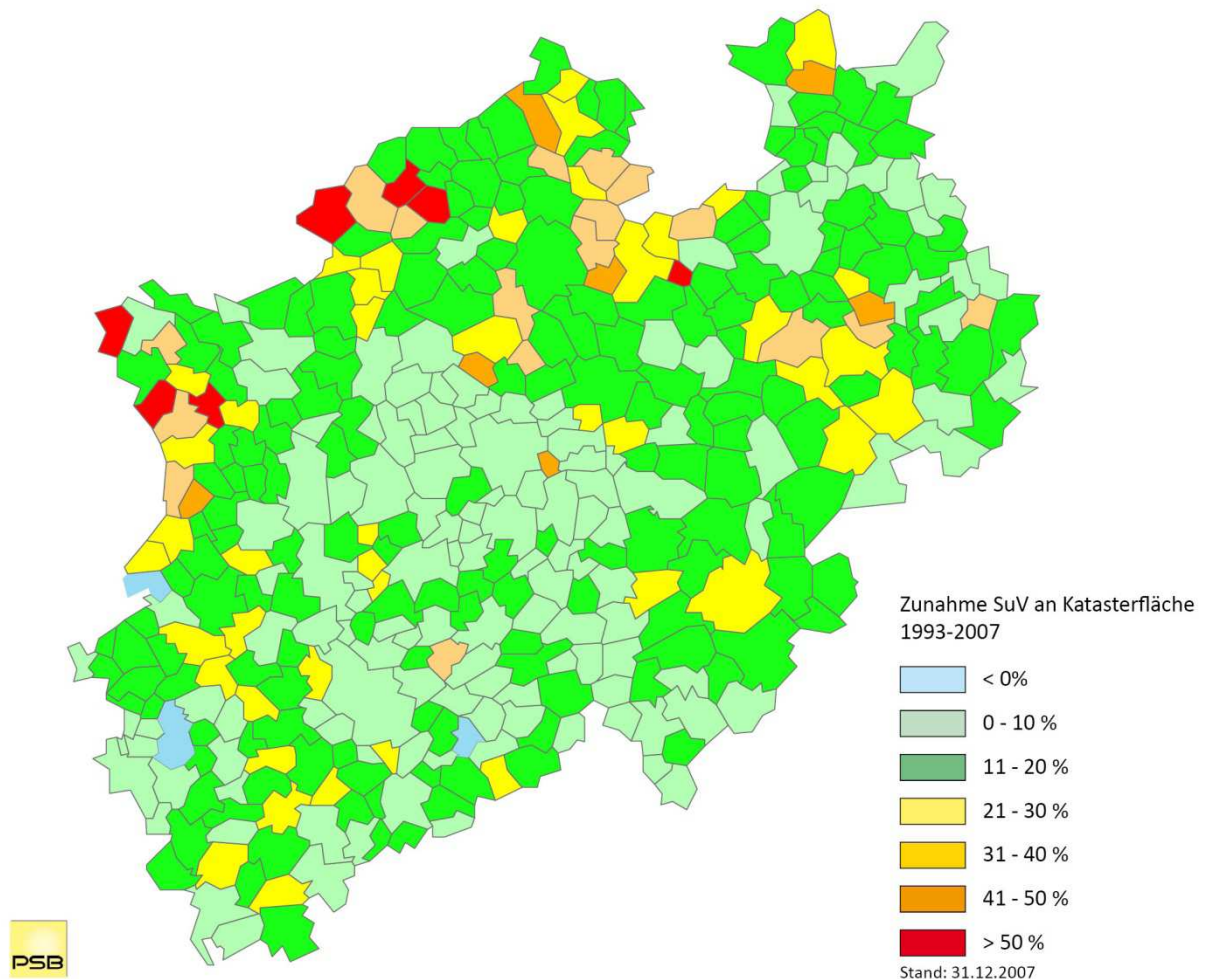 Zunahme SuV an Katasterfläche
1993-2007
< 0%
0 - 10 %
11 - 20 %
21 - 30 %
31 - 40 %
41 - 50 %
> 50 %
Stand: 31.12.2007
PSB